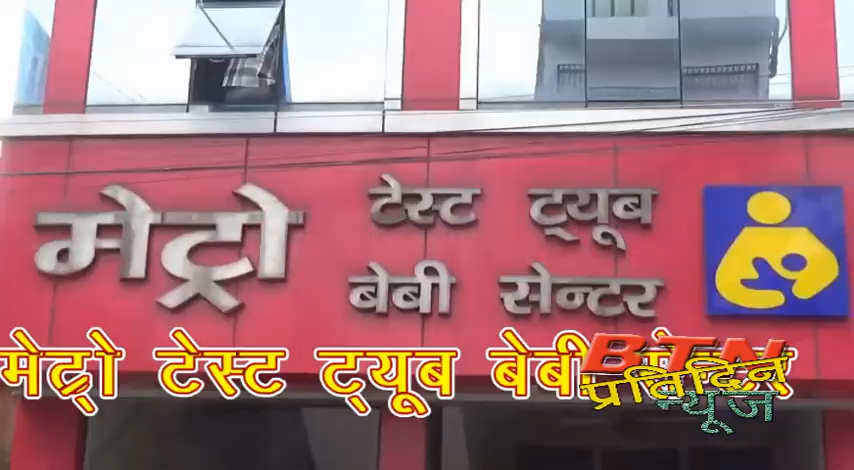 मेट्रो टेस्ट ट्यूब
बेबी सेन्टर
मेट्रो टेस्ट ट्यूब बेबी
BTN
प्रतिदिन
न्यूज